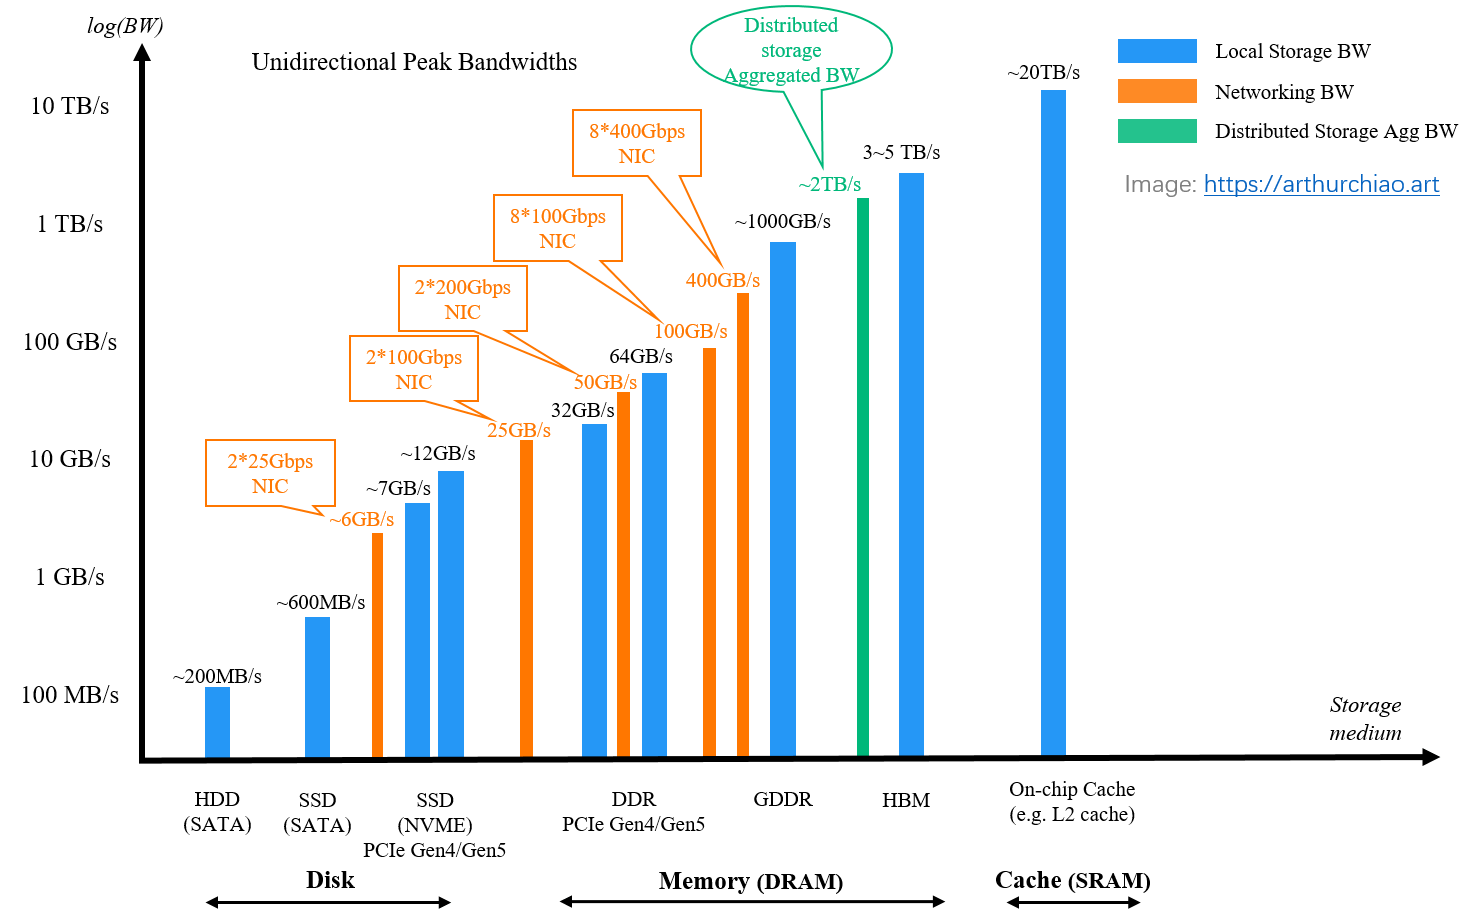 log(BW)
Unidirectional Peak Bandwidths
10 TB/s
1 TB/s
100 GB/s
10 GB/s
1 GB/s
100 MB/s
Distributed
storage
Aggregated BW
Local Storage BW
Networking BW
Distributed Storage Agg BW
Image: https://arthurchiao.art
~200MB/s
~600MB/s
2*25Gbps
NIC
~6GB/s
~7GB/s
~12GB/s
2*100Gbps
NIC
25GB/s
32GB/s
2*200Gbps
NIC
50GB/s
64GB/s
8*100Gbps
NIC
100GB/s
8*400Gbps
NIC
400GB/s
~1000GB/s
~2TB/s
3~5 TB/s
~20TB/s
Storage
medium
HDD
(SATA)
SSD
(SATA)
SSD
(NVME)
PCIe Gen4/Gen5
DDR
PCIe Gen4/Gen5
GDDR
HBM
On-chip Cache
(e.g. L2 cache)
Disk
Memory (DRAM)
Cache (SRAM)